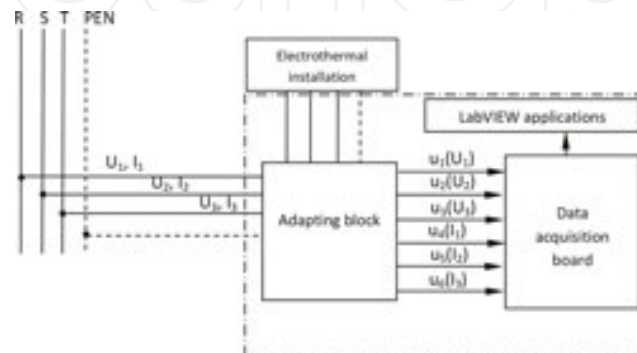 R S T PEN
Electrothermal
installation
LabVIEW applications
U₁, I₁
U₂, I₂
U₃, I₃
Adapting block
u₁(U₁)
u₂(U₂)
u₃(U₃)
u₄(I₁)
u₅(I₂)
u₆(I₃)
Data
acquisition
board